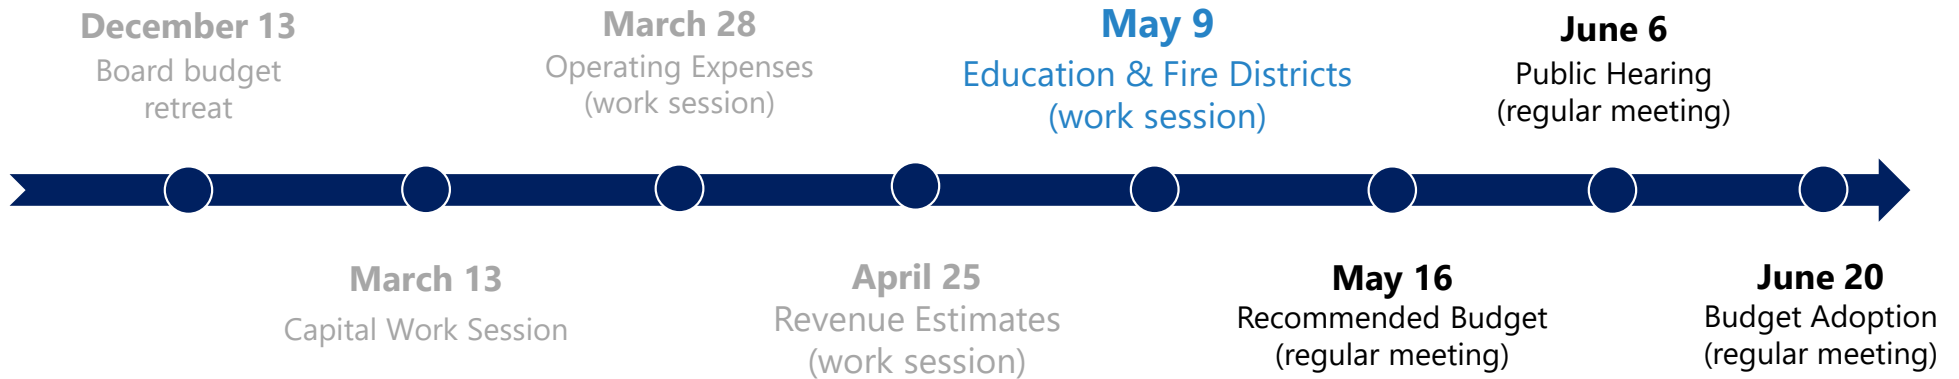 December 13
Board budget
retreat
March 28
Operating Expenses
(work session)
May 9
Education & Fire Districts
(work session)
June 6
Public Hearing
(regular meeting)
March 13
Capital Work Session
April 25
Revenue Estimates
(work session)
May 16
Recommended Budget
(regular meeting)
June 20
Budget Adoption
(regular meeting)